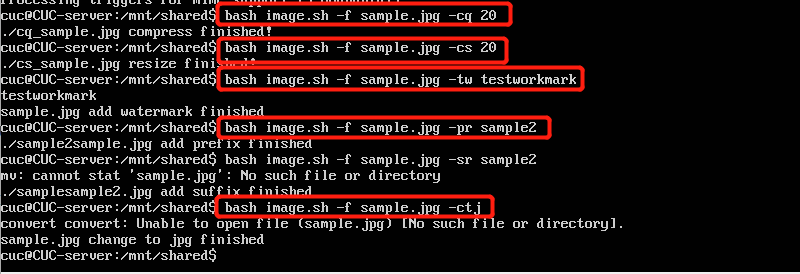 cuc@CUC-server:/mnt/shared$ bash image.sh -f sample.jpg -cq 20
./cq_sample.jpg compress finished!
cuc@CUC-server:/mnt/shared$ bash image.sh -f sample.jpg -cs 20
./cs_sample.jpg resize finished!
cuc@CUC-server:/mnt/shared$ bash image.sh -f sample.jpg -tw testworkmark
testworkmark
sample.jpg add watermark finished
cuc@CUC-server:/mnt/shared$ bash image.sh -f sample.jpg -pr sample2
./sample2sample.jpg add prefix finished
cuc@CUC-server:/mnt/shared$ bash image.sh -f sample.jpg -sr sample2
mv: cannot stat 'sample.jpg': No such file or directory
./samplesample2.jpg add suffix finished
cuc@CUC-server:/mnt/shared$ bash image.sh -f sample.jpg -ctj
convert convert: Unable to open file (sample.jpg) [No such file or directory].
sample.jpg change to jpg finished
cuc@CUC-server:/mnt/shared$